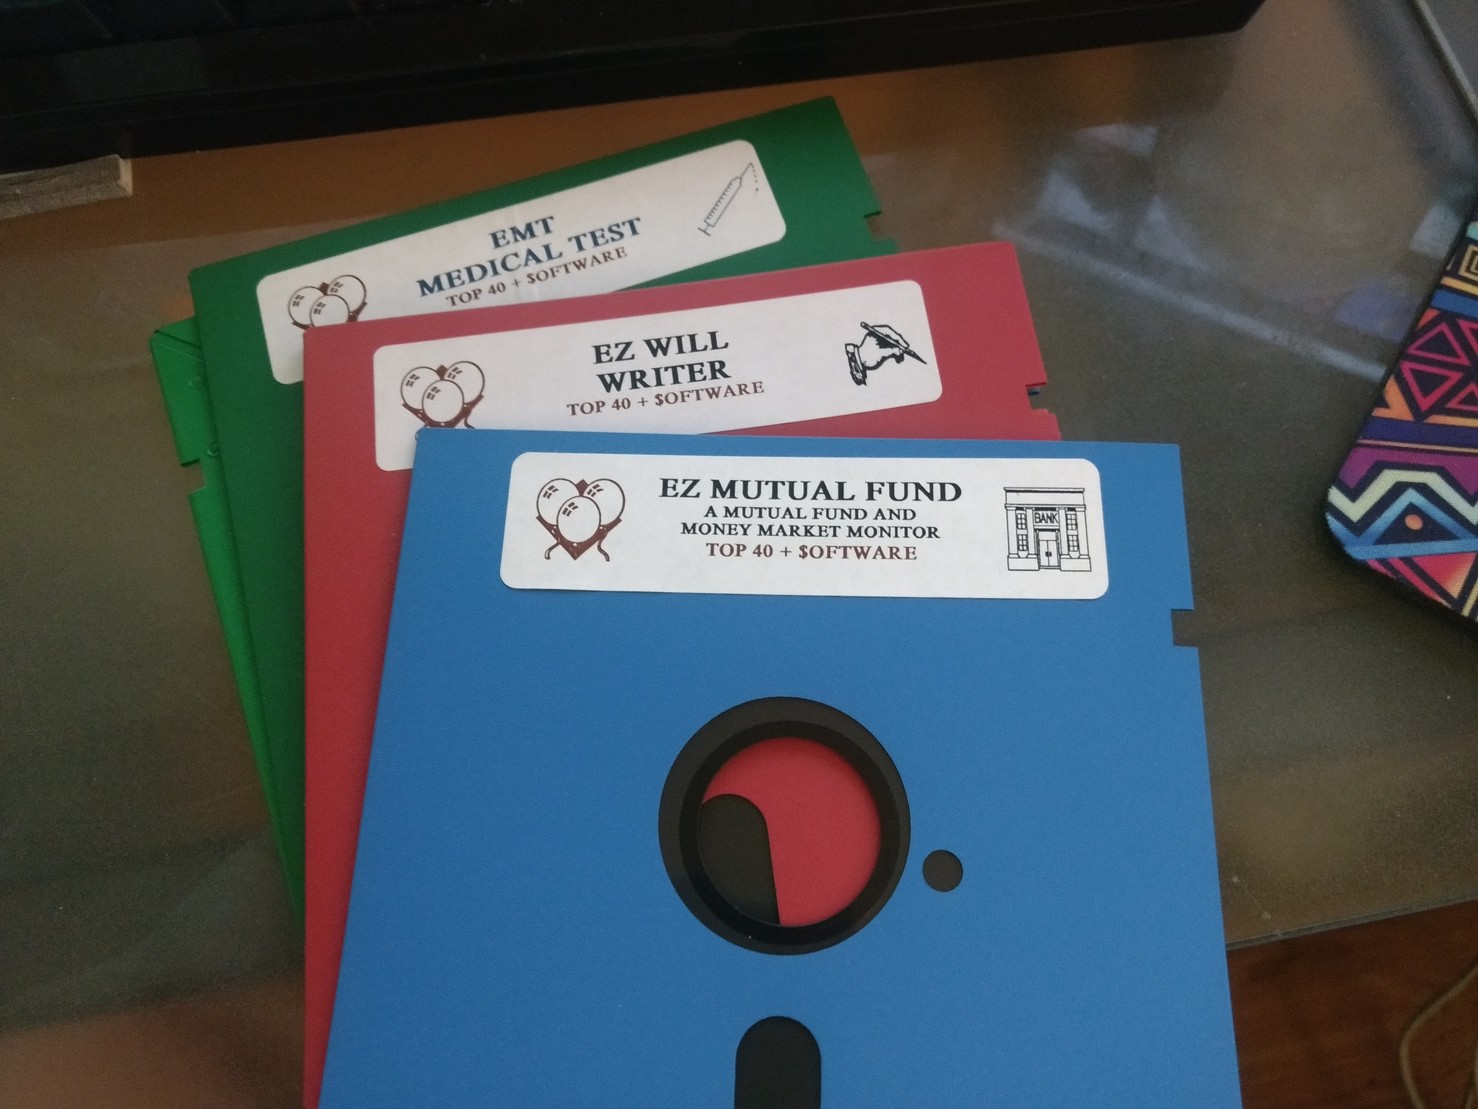 EMT
MEDICAL TEST
TOP 40 + $OFTWARE
EZ WILL
WRITER
TOP 40 + $OFTWARE
EZ MUTUAL FUND
A MUTUAL FUND AND
MONEY MARKET MONITOR
TOP 40 + $OFTWARE
BANK